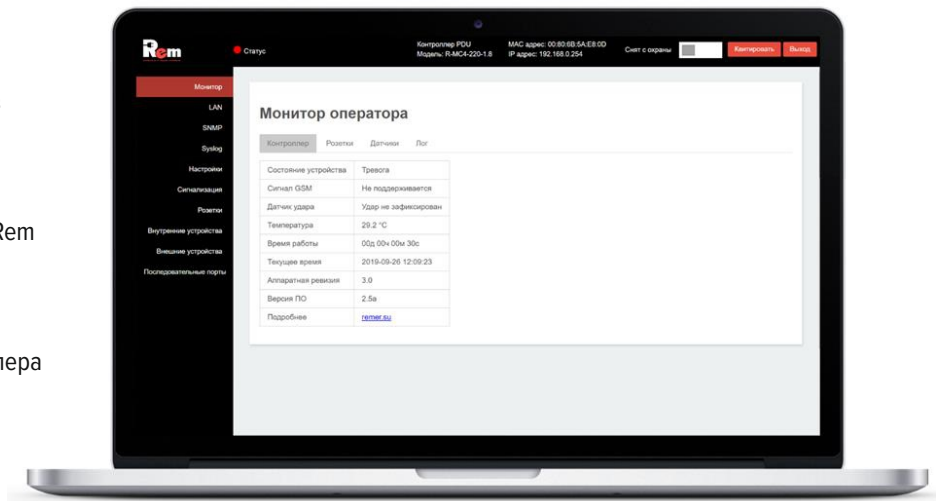 Rem
Статус
Контроллер PDU
Модель: R-MC4-220-1.8
MAC адрес: 00:80:6B:5A:E8:0D
IP адрес: 192.168.0.254
Снят с охраны
Квитировать
Выход
Монитор
LAN
SNMP
Syslog
Настройки
Сигнализация
Розетки
Внутренние устройства
Внешние устройства
Последовательные порты
Монитор оператора
Контроллер Розетки Датчики Лог
Состояние устройства Тревога
Сигнал GSM Не поддерживается
Датчик удара Удар не зафиксирован
Температура 29.2 °C
Время работы 00д 00ч 00м 30с
Текущее время 2019-09-26 12:09:23
Аппаратная ревизия 3.0
Версия ПО 2.5a
Подробнее remer.su
Rem